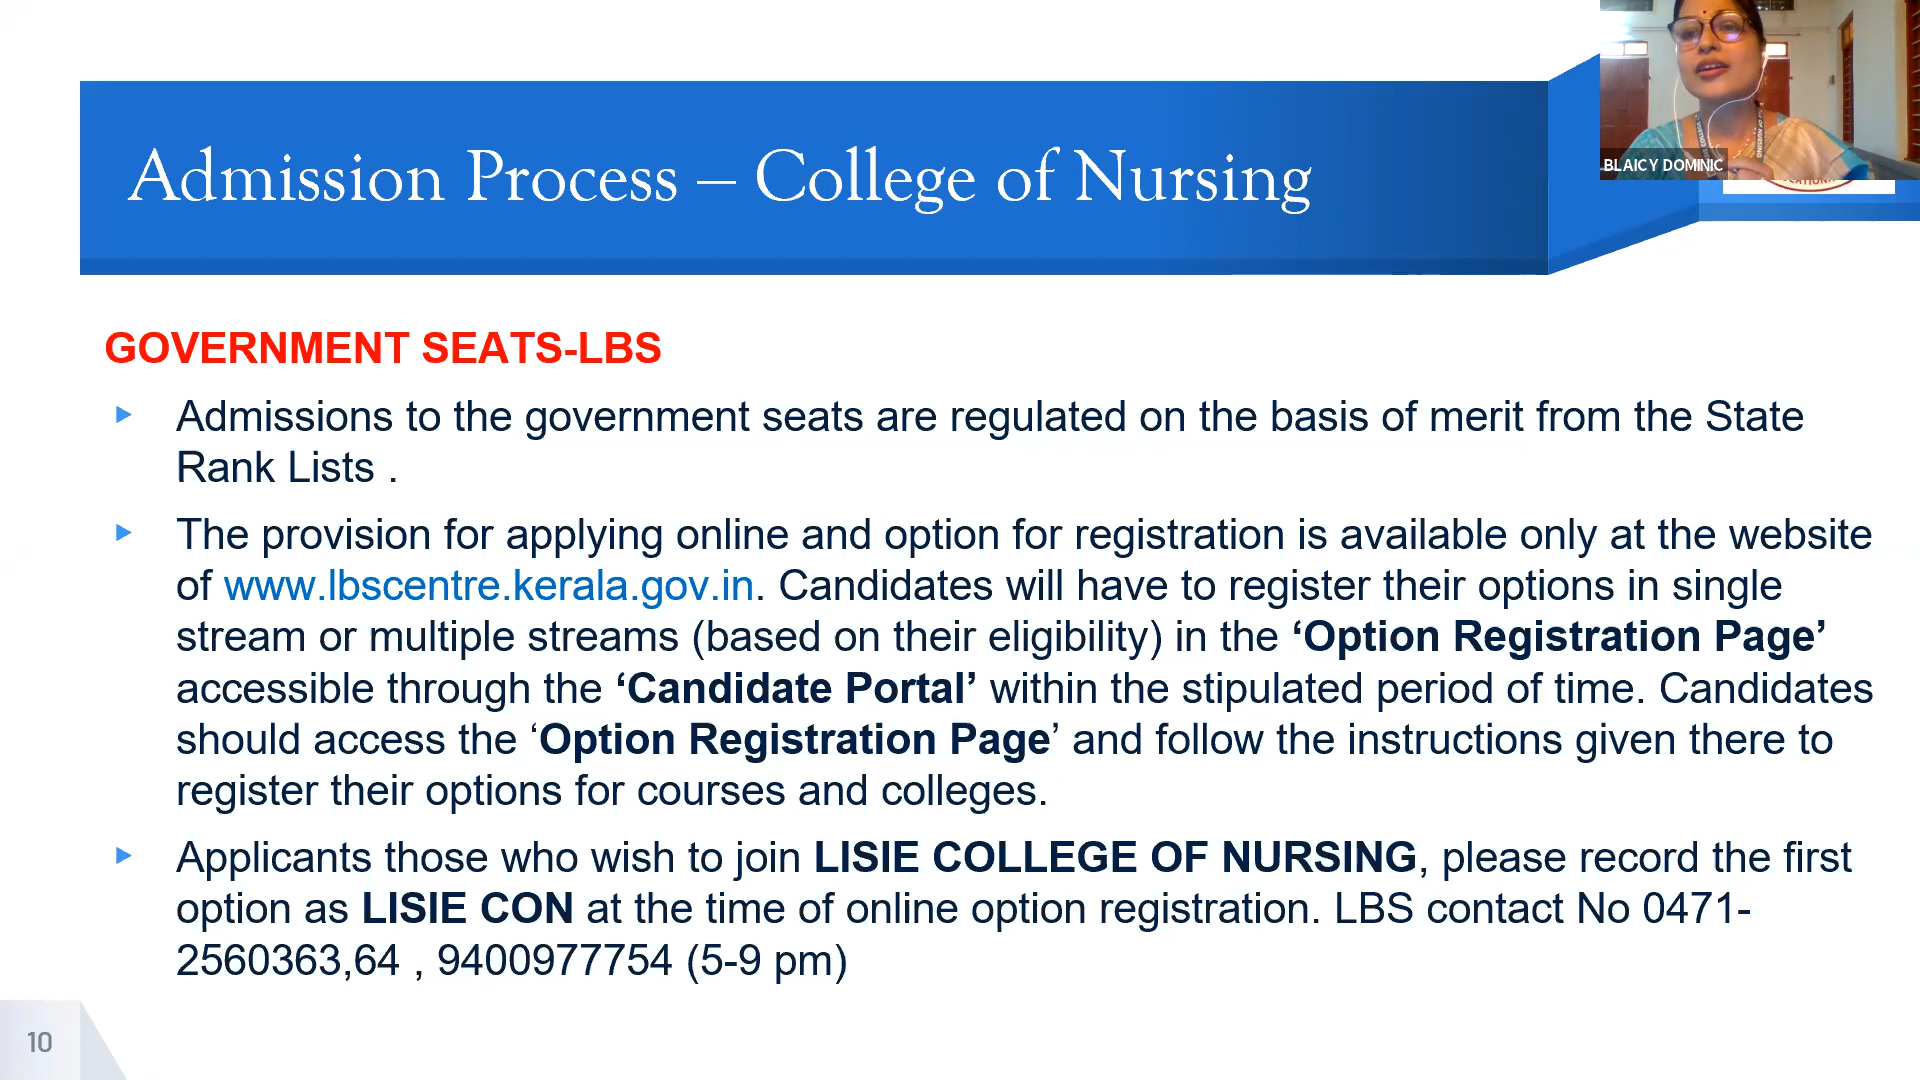 BLAICY DOMINIC
Admission Process – College of Nursing
GOVERNMENT SEATS-LBS
Admissions to the government seats are regulated on the basis of merit from the State
Rank Lists .
The provision for applying online and option for registration is available only at the website
of www.lbscentre.kerala.gov.in. Candidates will have to register their options in single
stream or multiple streams (based on their eligibility) in the ‘Option Registration Page’
accessible through the ‘Candidate Portal’ within the stipulated period of time. Candidates
should access the ‘Option Registration Page’ and follow the instructions given there to
register their options for courses and colleges.
Applicants those who wish to join LISIE COLLEGE OF NURSING, please record the first
option as LISIE CON at the time of online option registration. LBS contact No 0471-
2560363,64 , 9400977754 (5-9 pm)
10